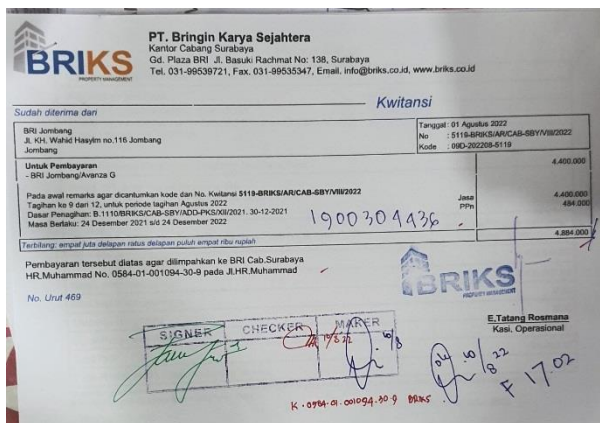 BRIKS
PROPERTY MANAGEMENT
PT. Bringin Karya Sejahtera
Kantor Cabang Surabaya
Gd. Plaza BRI Jl. Basuki Rachmat No: 138, Surabaya
Tel. 031-99539721, Fax. 031-99535347, Email. info@briks.co.id, www.briks.co.id
Kwitansi
Sudah diterima dari
BRI Jombang
JL KH. Wahid Hasyim no.116 Jombang
Jombang
Tanggal : 01 Agustus 2022
No : 5119-BRIKS/AR/CAB-SBY/VIII/2022
Kode : 09D-202208-5119
Untuk Pembayaran
- BRI Jombang/Avanza G
4.400.000
Pada awal remarks agar dicantumkan kode dan No. Kwitansi 5119-BRIKS/AR/CAB-SBY/VIII/2022
Tagihan ke 9 dari 12, untuk periode tagihan Agustus 2022
Dasar Penagihan: B.1110/BRIKS/CAB-SBY/ADD-PKS/XII/2021. 30-12-2021
Masa Berlaku: 24 Desember 2021 s/d 24 Desember 2022
Jasa 4.400.000
PPn 484.000
1900304436
4.884.000
Terbilang: empat juta delapan ratus delapan puluh empat ribu rupiah
Pembayaran tersebut diatas agar dilimpahkan ke BRI Cab.Surabaya
HR.Muhammad No. 0584-01-001094-30-9 pada Jl.HR.Muhammad
No. Urut 469
BRIKS
PROPERTY MANAGEMENT
E.Tatang Rosmana
Kasi. Operasional
SIGNER CHECKER MAKER
F 17.02